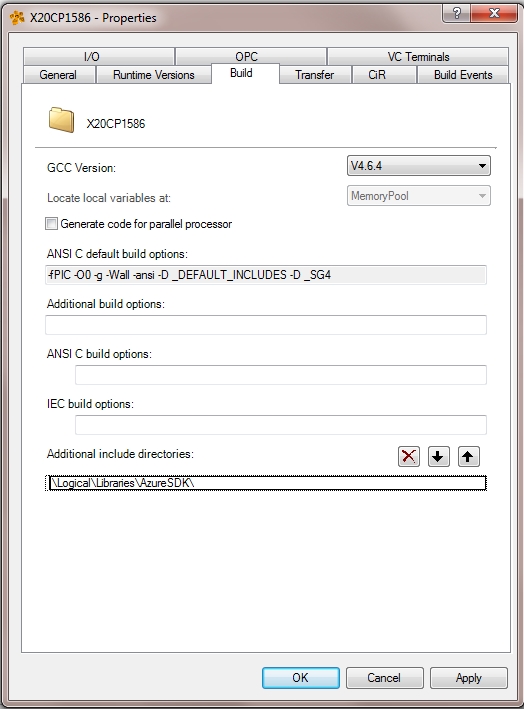 X20CP1586 - Properties
I/O OPC VC Terminals
General Runtime Versions Build Transfer CiR Build Events
X20CP1586
GCC Version: V4.6.4
Locate local variables at: MemoryPool
Generate code for parallel processor
ANSI C default build options:
-fPIC -O0 -g -Wall -ansi -D _DEFAULT_INCLUDES -D _SG4
Additional build options:
ANSI C build options:
IEC build options:
Additional include directories:
\Logical\Libraries\AzureSDK\
OK Cancel Apply